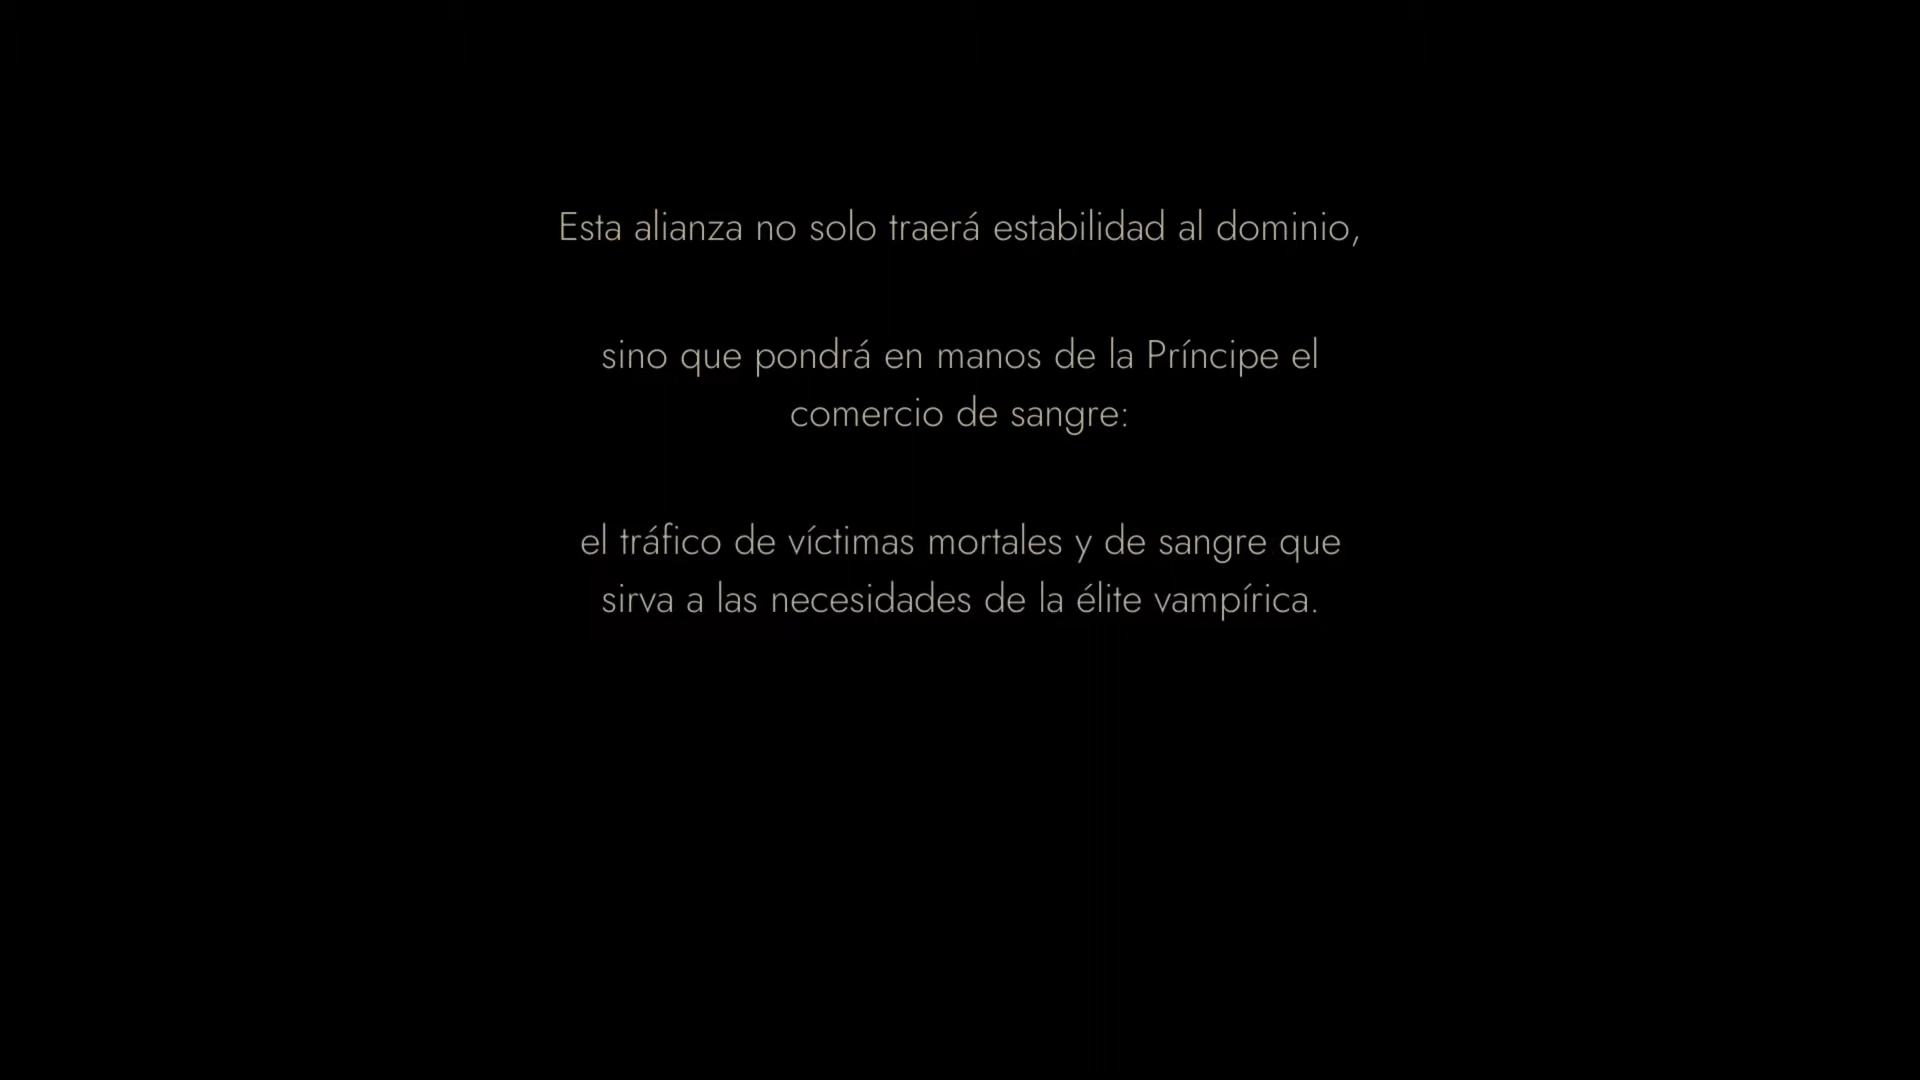 Esta alianza no solo traerá estabilidad al dominio,
sino que pondrá en manos de la Príncipe el
comercio de sangre:
el tráfico de víctimas mortales y de sangre que
sirva a las necesidades de la élite vampírica.